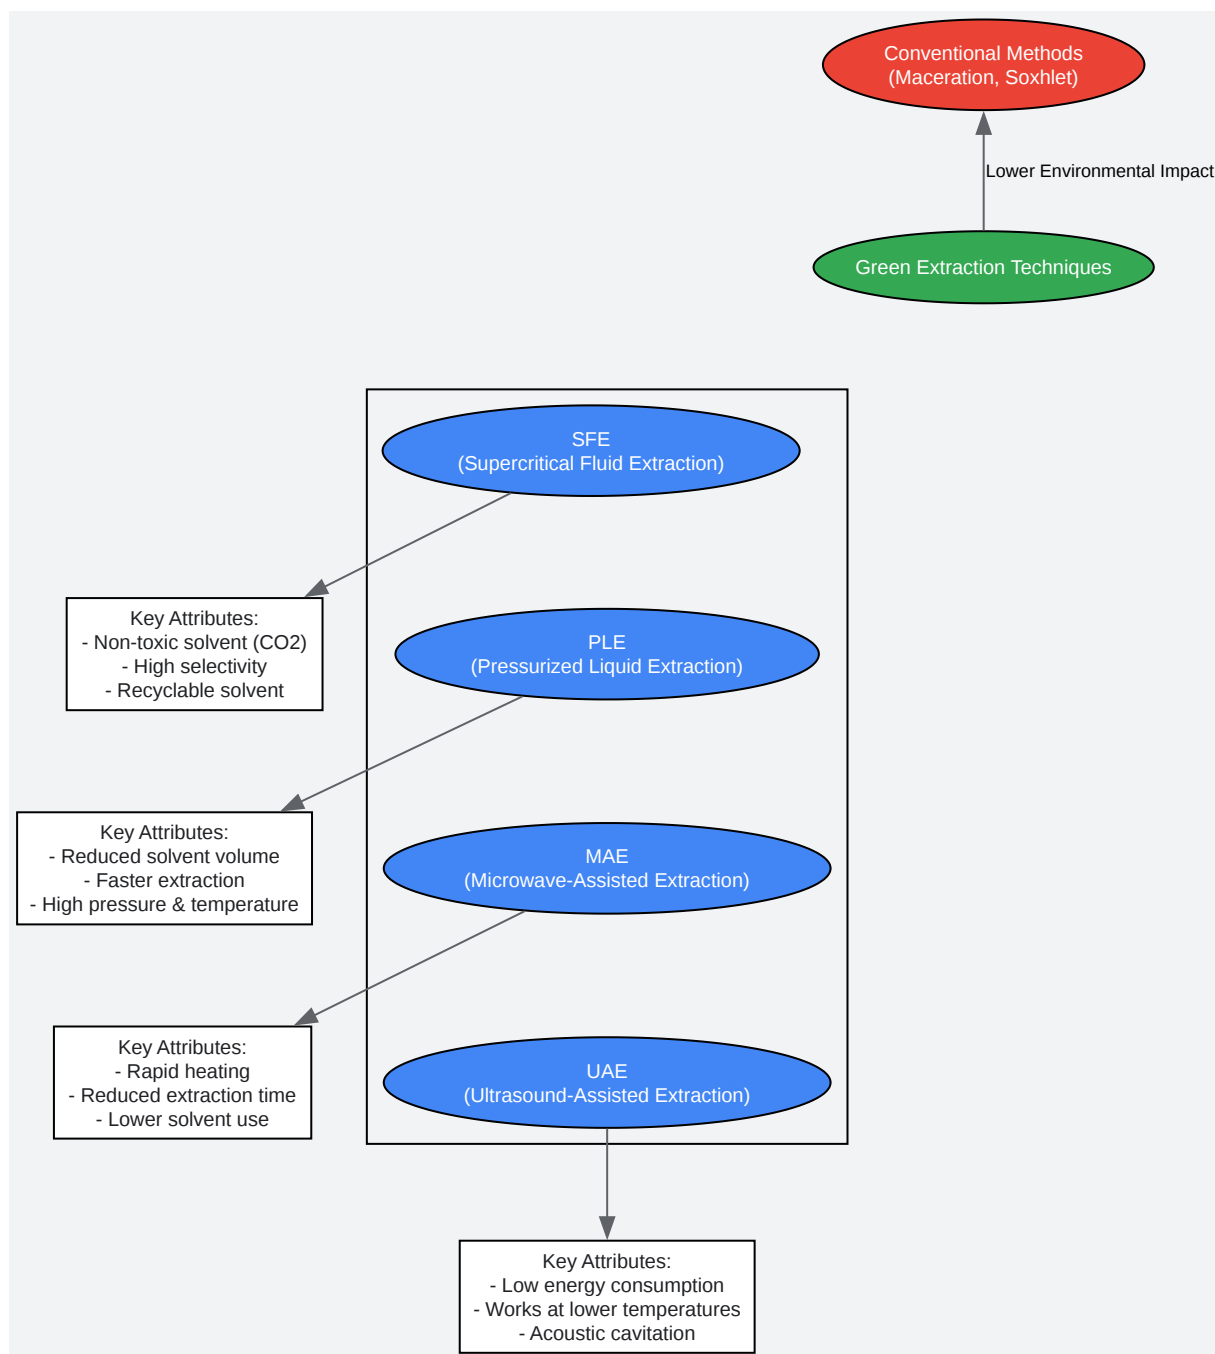 Conventional Methods
(Maceration, Soxhlet)
Lower Environmental Impact
Green Extraction Techniques
SFE
(Supercritical Fluid Extraction)
Key Attributes:
- Non-toxic solvent (CO2)
- High selectivity
- Recyclable solvent
PLE
(Pressurized Liquid Extraction)
Key Attributes:
- Reduced solvent volume
- Faster extraction
- High pressure & temperature
MAE
(Microwave-Assisted Extraction)
Key Attributes:
- Rapid heating
- Reduced extraction time
- Lower solvent use
UAE
(Ultrasound-Assisted Extraction)
Key Attributes:
- Low energy consumption
- Works at lower temperatures
- Acoustic cavitation